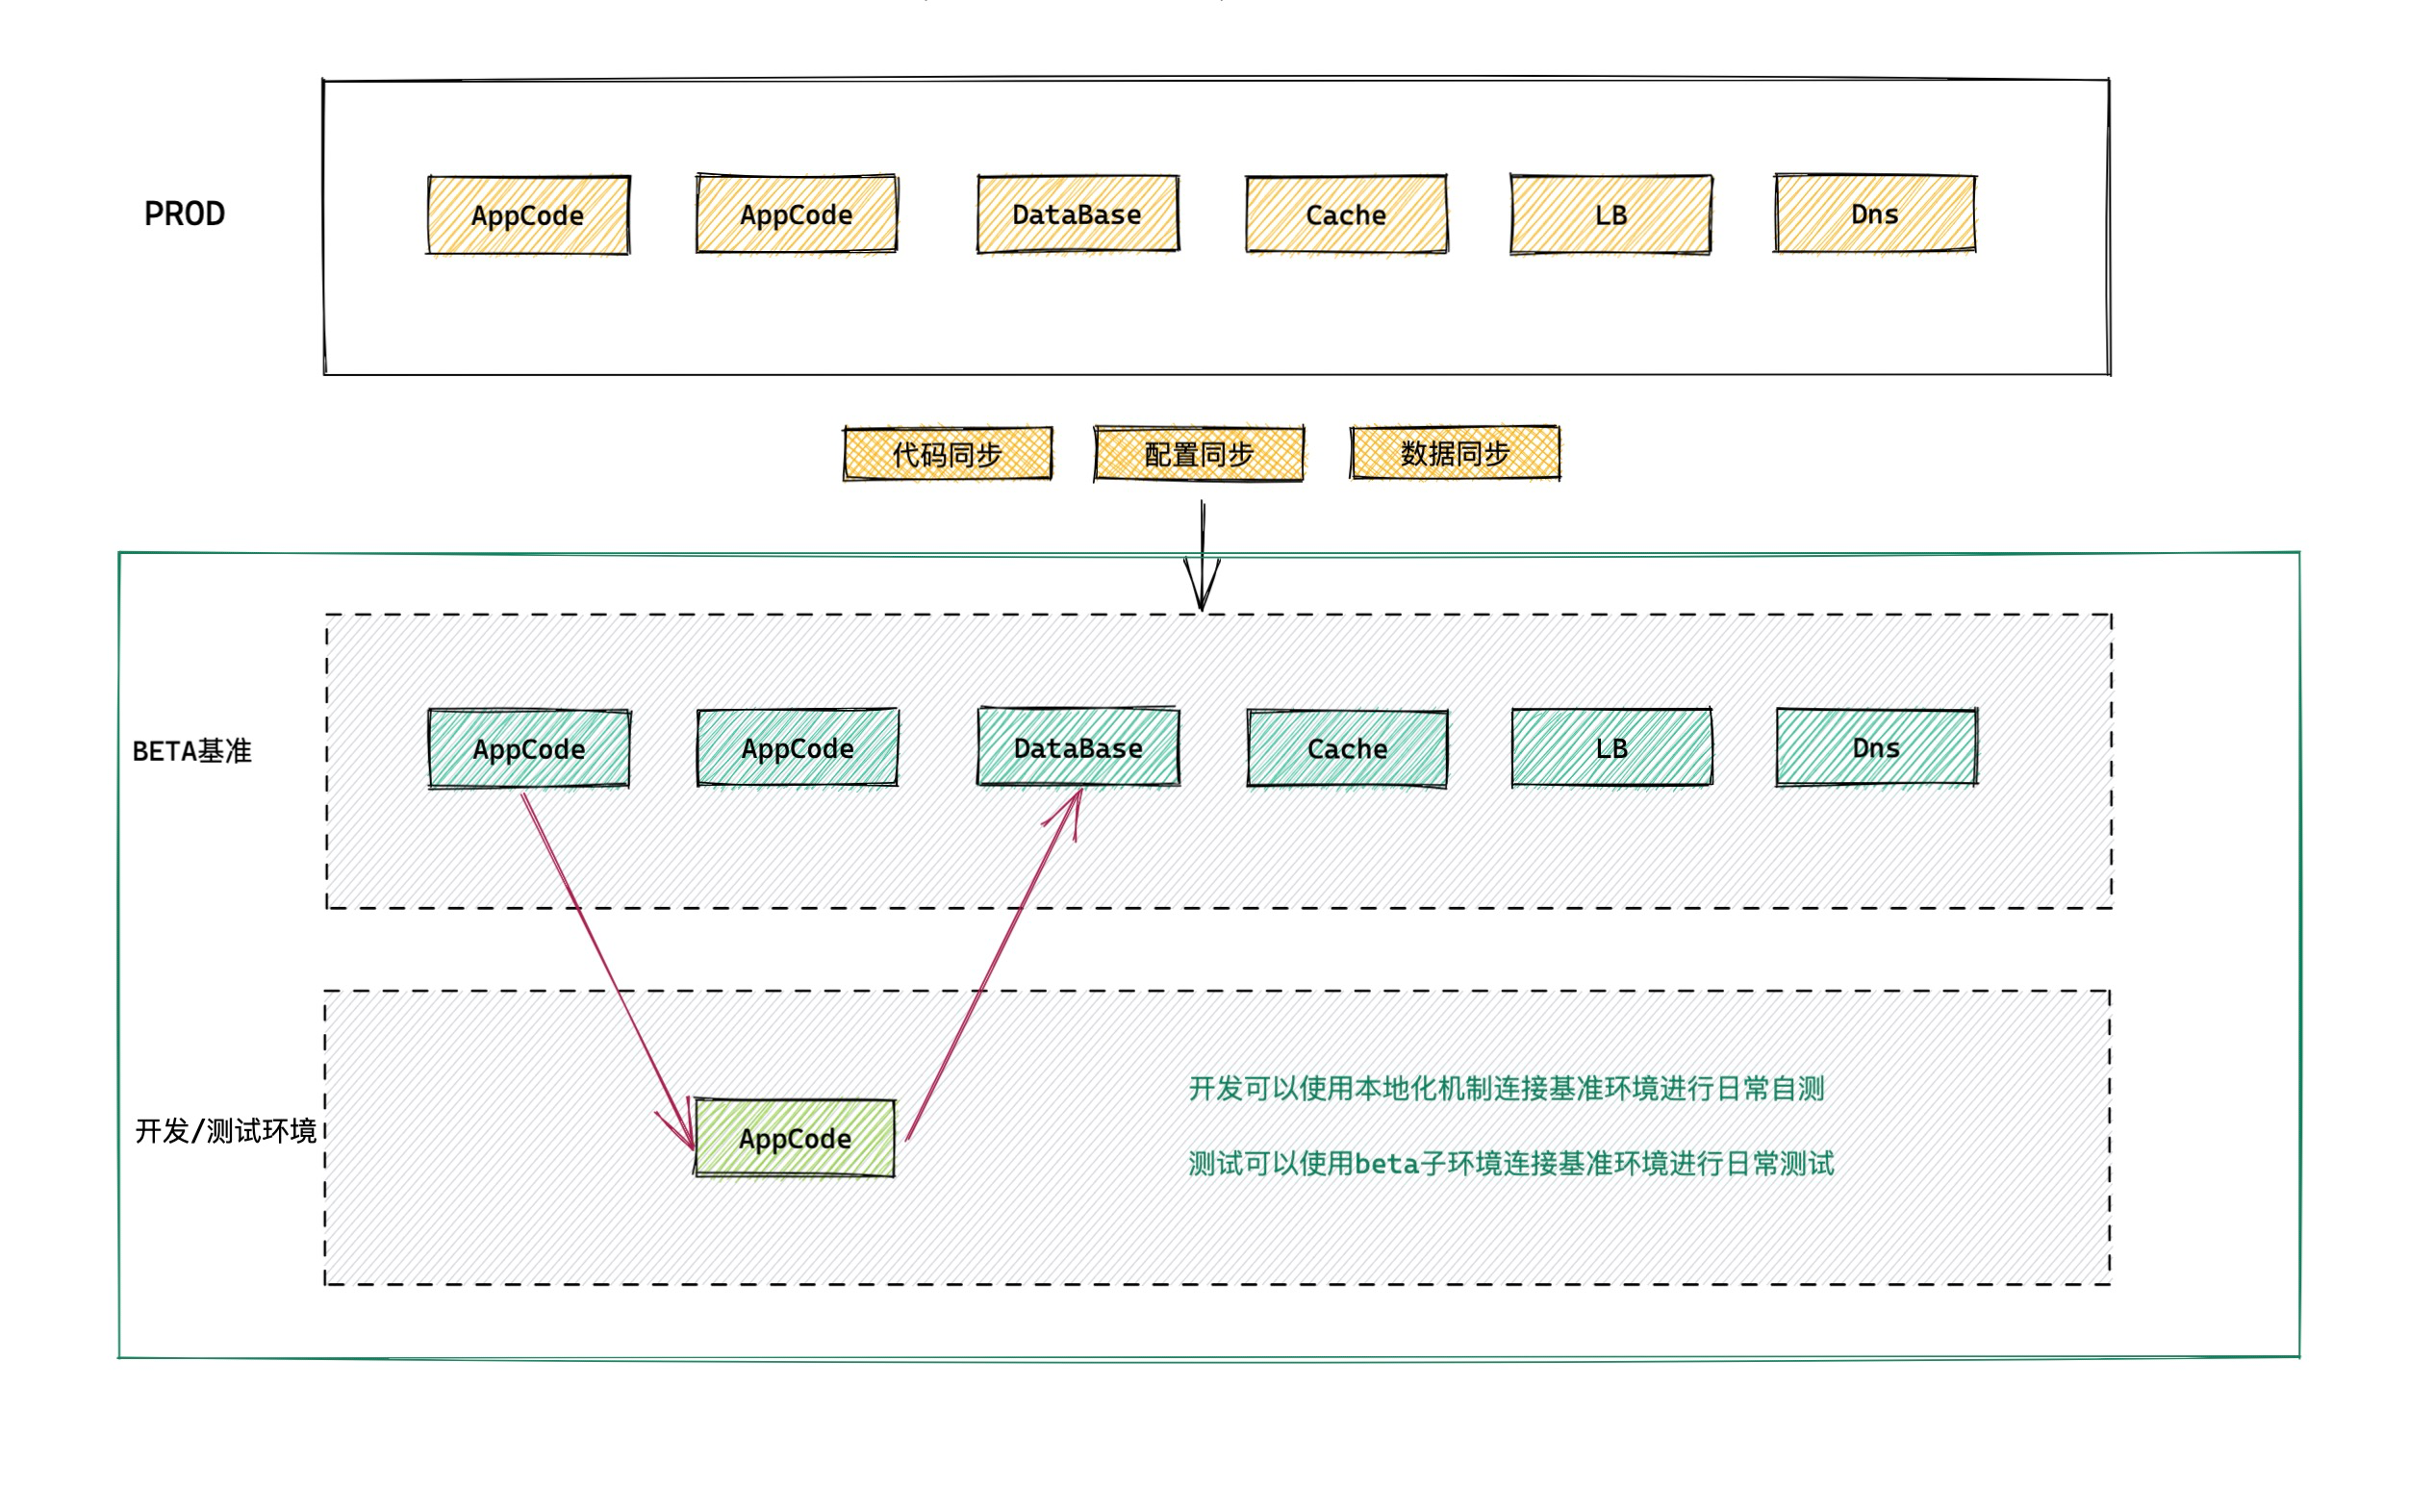 PROD
AppCode
AppCode
DataBase
Cache
LB
Dns
代码同步
配置同步
数据同步
BETA基准
AppCode
AppCode
DataBase
Cache
LB
Dns
开发/测试环境
AppCode
开发可以使用本地化机制连接基准环境进行日常自测
测试可以使用beta子环境连接基准环境进行日常测试